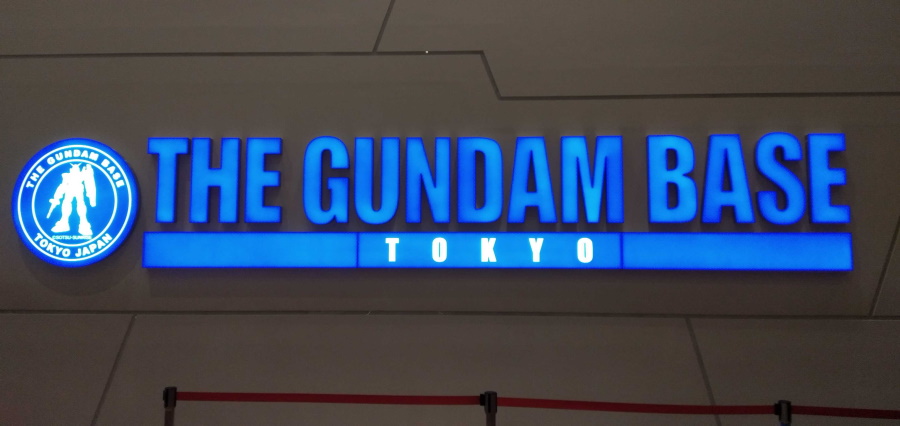 THE GUNDAM BASE
TOKYO JAPAN
THE GUNDAM BASE
TOKYO